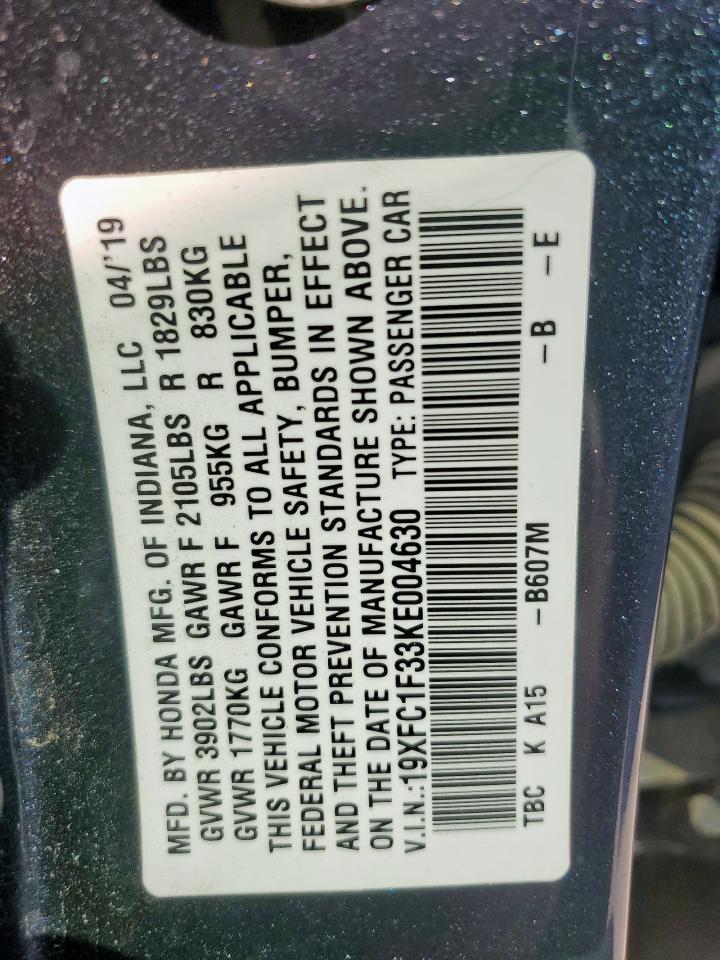 MFD. BY HONDA MFG. OF INDIANA, LLC 04/'19
GVWR 3902LBS GAWR F 2105LBS R 1829LBS
GVWR 1770KG GAWR F 955KG R 830KG
THIS VEHICLE CONFORMS TO ALL APPLICABLE
FEDERAL MOTOR VEHICLE SAFETY, BUMPER,
AND THEFT PREVENTION STANDARDS IN EFFECT
ON THE DATE OF MANUFACTURE SHOWN ABOVE.
V.I.N.:19XFC1F33KE004630 TYPE: PASSENGER CAR
TBC K A15 -B607M -B -E